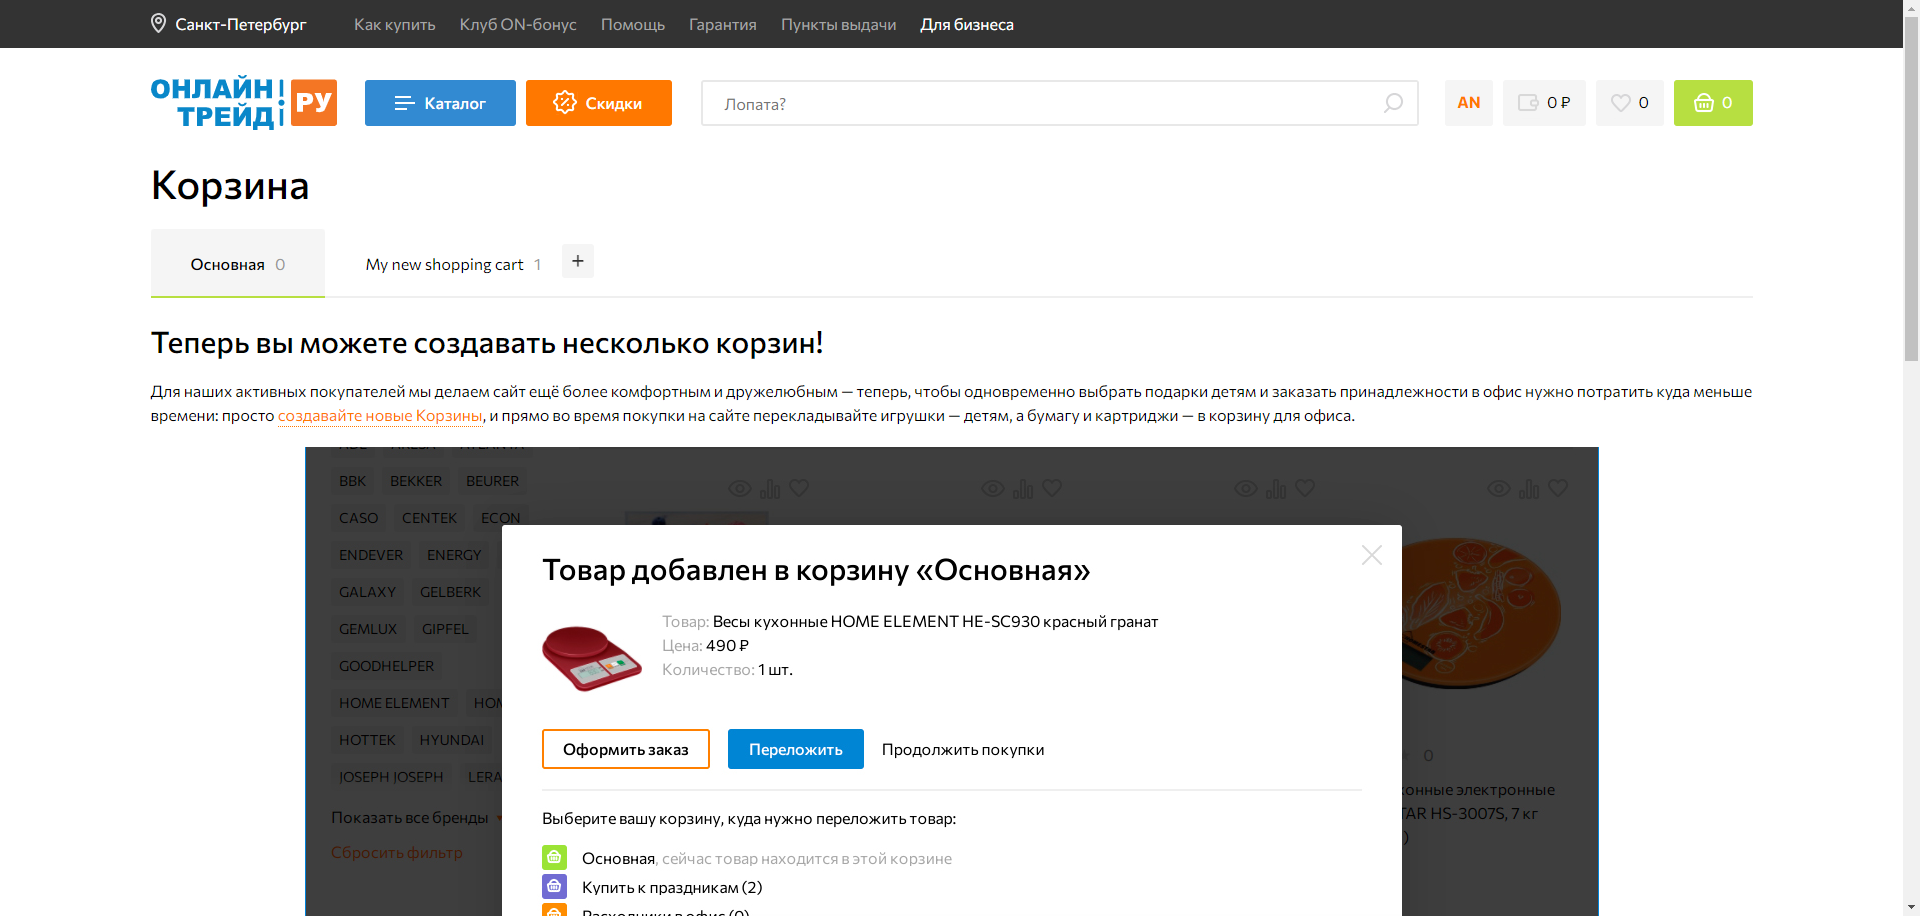 Санкт-Петербург Как купить Клуб ON-бонус Помощь Гарантия Пункты выдачи Для бизнеса
ОНЛАЙН ТРЕЙД РУ Каталог Скидки Лопата? AN 0 ₽ 0 0
Корзина
Основная 0 My new shopping cart 1 +
Теперь вы можете создавать несколько корзин!
Для наших активных покупателей мы делаем сайт ещё более комфортным и дружелюбным — теперь, чтобы одновременно выбрать подарки детям и заказать принадлежности в офис нужно потратить куда меньше
времени: просто создавайте новые Корзины, и прямо во время покупки на сайте перекладывайте игрушки — детям, а бумагу и картриджи — в корзину для офиса.
BBK BEKKER BEURER
CASO CENTEK ECON
ENDEVER ENERGY
GALAXY GELBERK
GEMLUX GIPFEL
GOODHELPER
HOME ELEMENT HOM
HOTTEK HYUNDAI
JOSEPH JOSEPH LERA
Показать все бренды
Сбросить фильтр
Товар добавлен в корзину «Основная»
Товар: Весы кухонные HOME ELEMENT HE-SC930 красный гранат
Цена: 490 ₽
Количество: 1 шт.
Оформить заказ Переложить Продолжить покупки
Выберите вашу корзину, куда нужно переложить товар:
Основная, сейчас товар находится в этой корзине
Купить к праздникам (2)
Расходники в офис (0)
0
хонные электронные
TAR HS-3007S, 7 кг
)